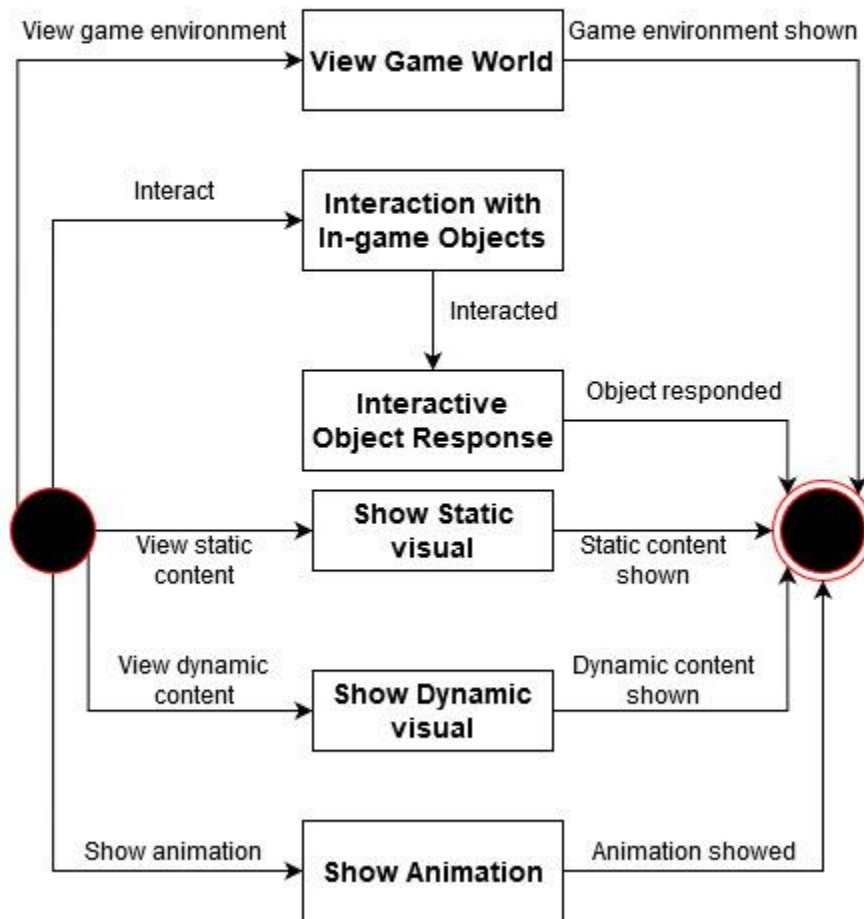 View game environment
View Game World
Game environment shown
Interact
Interaction with
In-game Objects
Interacted
Interactive
Object Response
Object responded
View static
content
Show Static
visual
Static content
shown
View dynamic
content
Show Dynamic
visual
Dynamic content
shown
Show animation
Show Animation
Animation showed